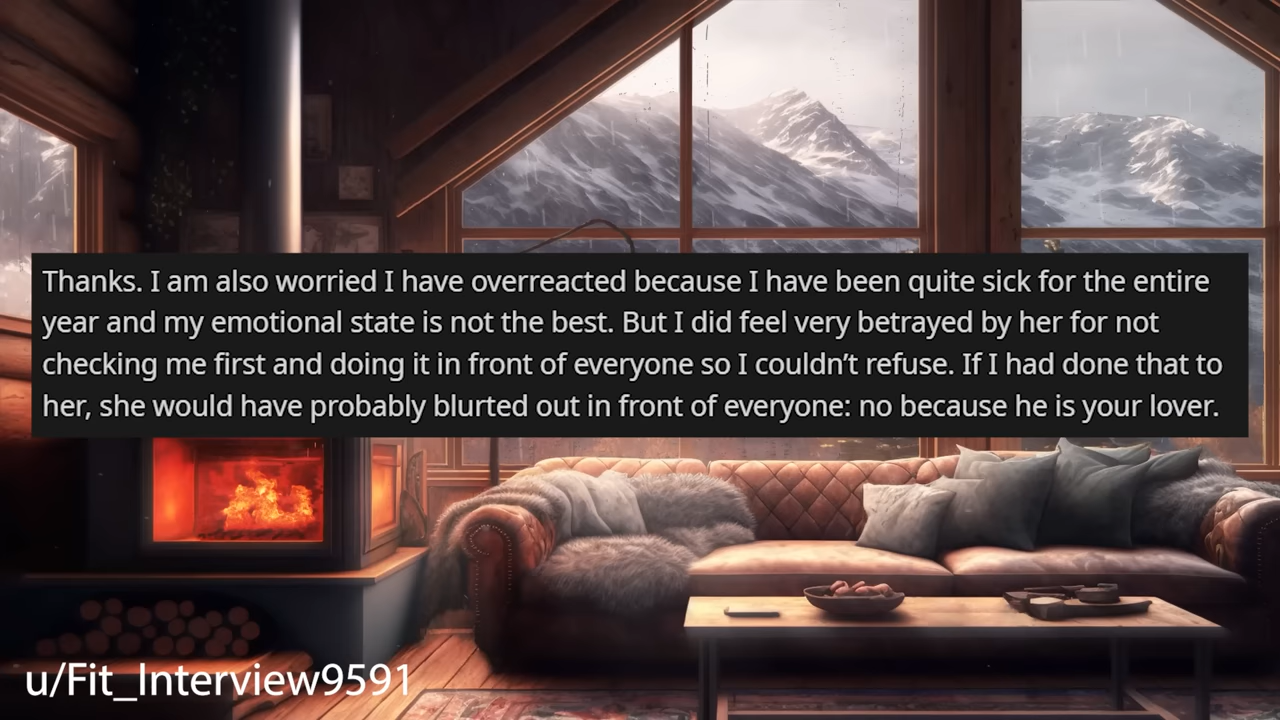 Thanks. I am also worried I have overreacted because I have been quite sick for the entire
year and my emotional state is not the best. But I did feel very betrayed by her for not
checking me first and doing it in front of everyone so I couldn’t refuse. If I had done that to
her, she would have probably blurted out in front of everyone: no because he is your lover.
u/Fit_Interview9591